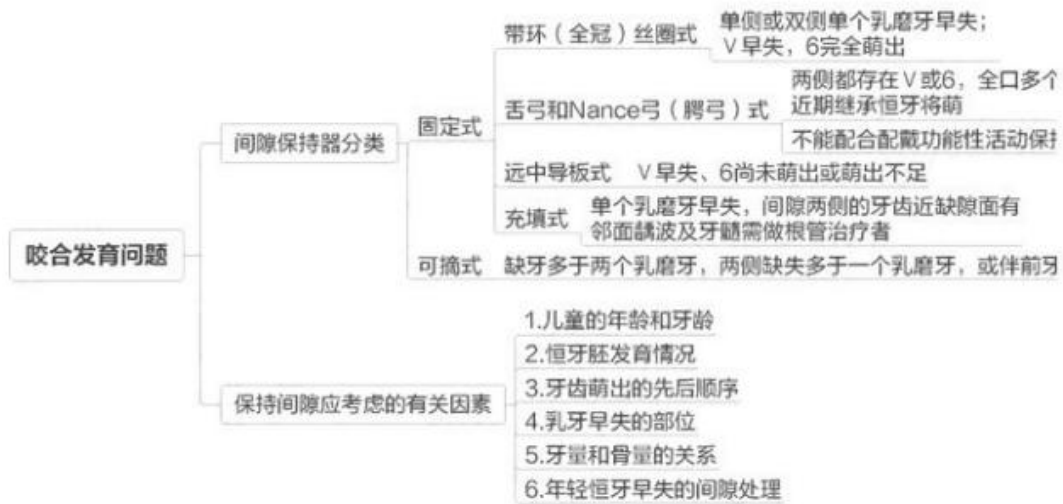 带环（全冠）丝圈式
单侧或双侧单个乳磨牙早失；
Ⅴ早失，6完全萌出
舌弓和Nance弓（腭弓）式
两侧都存在Ⅴ或6，全口多个
近期继承恒牙将萌
不能配合配戴功能性活动保持
固定式
间隙保持器分类
远中导板式
Ⅴ早失、6尚未萌出或萌出不足
充填式
单个乳磨牙早失，间隙两侧的牙齿近缺隙面有
邻面龋波及牙髓需做根管治疗者
咬合发育问题
可摘式
缺牙多于两个乳磨牙，两侧缺失多于一个乳磨牙，或伴前牙
保持间隙应考虑的有关因素
1.儿童的年龄和牙龄
2.恒牙胚发育情况
3.牙齿萌出的先后顺序
4.乳牙早失的部位
5.牙量和骨量的关系
6.年轻恒牙早失的间隙处理